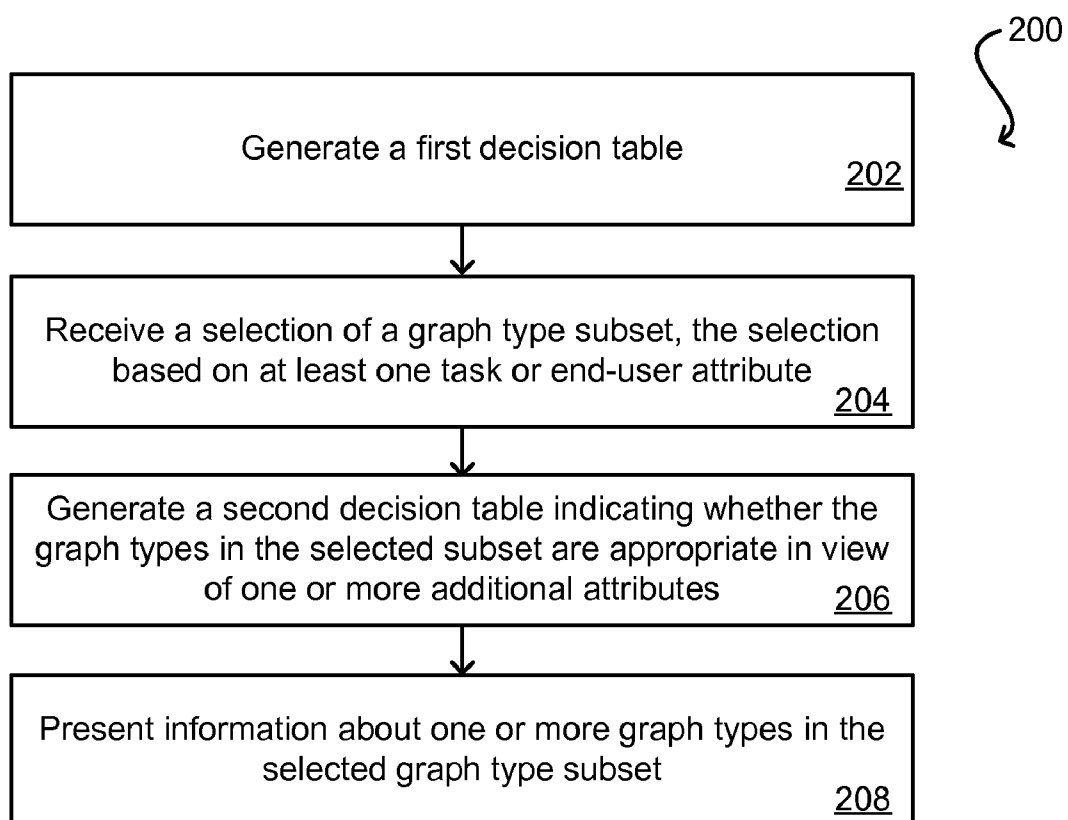 200
Generate a first decision table
202
Receive a selection of a graph type subset, the selection
based on at least one task or end-user attribute
204
Generate a second decision table indicating whether the
graph types in the selected subset are appropriate in view
of one or more additional attributes
206
Present information about one or more graph types in the
selected graph type subset
208